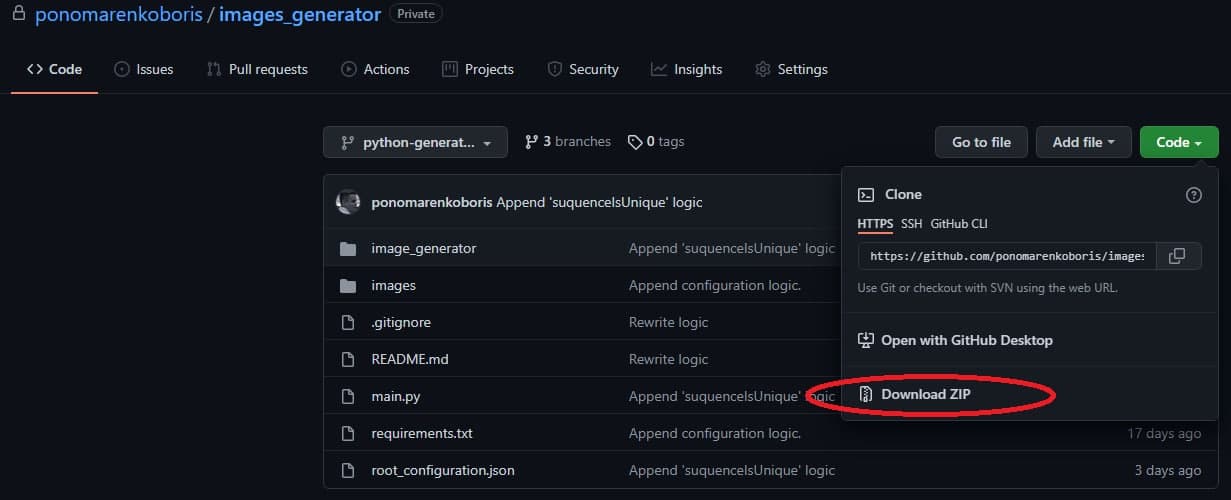 ponomarenkoboris / images_generator Private
Code Issues Pull requests Actions Projects Security Insights Settings
python-generat... 3 branches 0 tags Go to file Add file Code
ponomarenkoboris Append 'suquenceIsUnique' logic
image_generator Append 'suquenceIsUnique' logic
images Append configuration logic.
.gitignore Rewrite logic
README.md Rewrite logic
main.py Append 'suquenceIsUnique' logic
requirements.txt Append configuration logic. 17 days ago
root_configuration.json Append 'suquenceIsUnique' logic 3 days ago
Clone
HTTPS SSH GitHub CLI
https://github.com/ponomarenkoboris/images
Use Git or checkout with SVN using the web URL.
Open with GitHub Desktop
Download ZIP